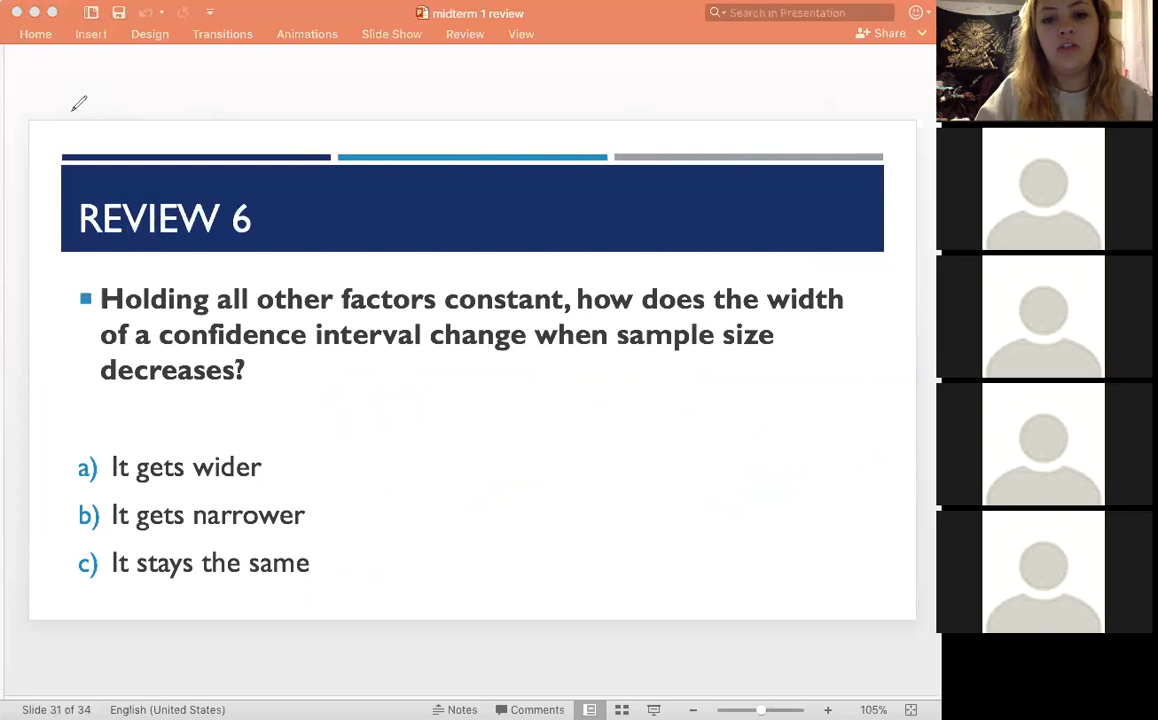 midterm 1 review
Search in Presentation
Home Insert Design Transitions Animations Slide Show Review View
Share
REVIEW 6
Holding all other factors constant, how does the width
of a confidence interval change when sample size
decreases?
a) It gets wider
b) It gets narrower
c) It stays the same
Slide 31 of 34 English (United States) Notes Comments 105%